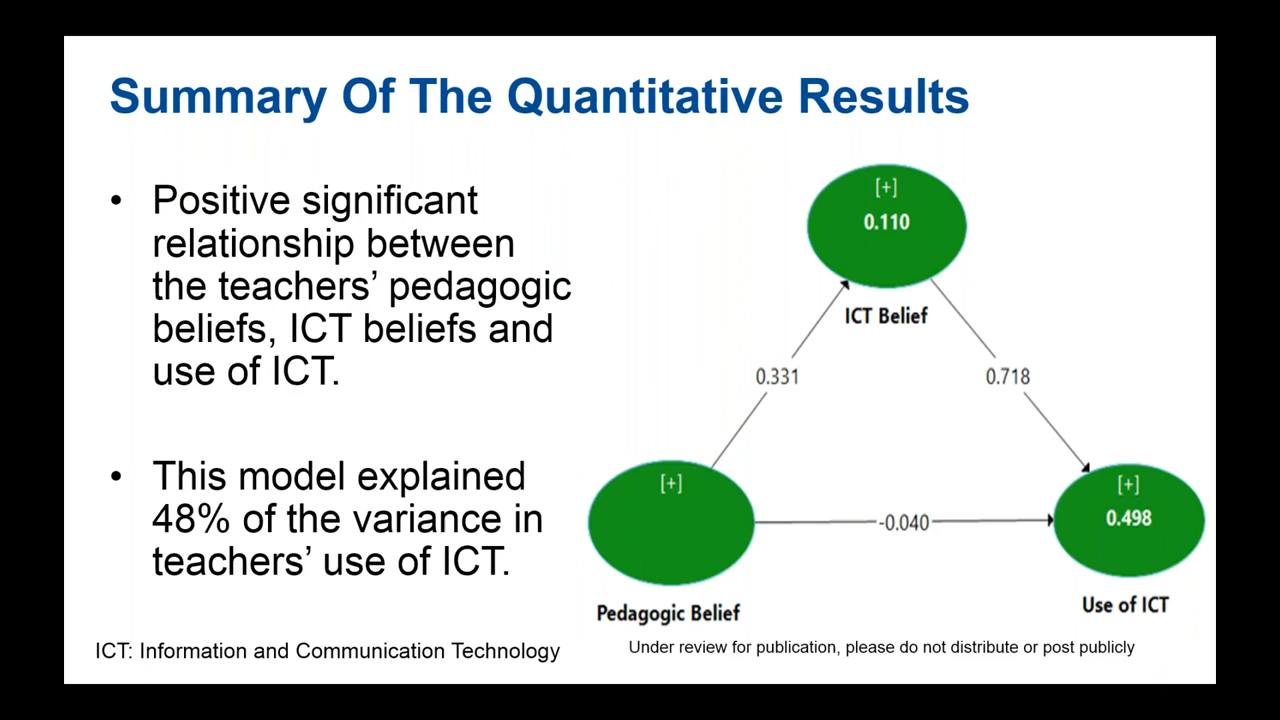 Summary Of The Quantitative Results
• Positive significant
relationship between
the teachers’ pedagogic
beliefs, ICT beliefs and
use of ICT.
• This model explained
48% of the variance in
teachers’ use of ICT.
ICT: Information and Communication Technology
[+]
0.110
ICT Belief
0.331
0.718
[+]
-0.040
[+]
0.498
Pedagogic Belief
Use of ICT
Under review for publication, please do not distribute or post publicly